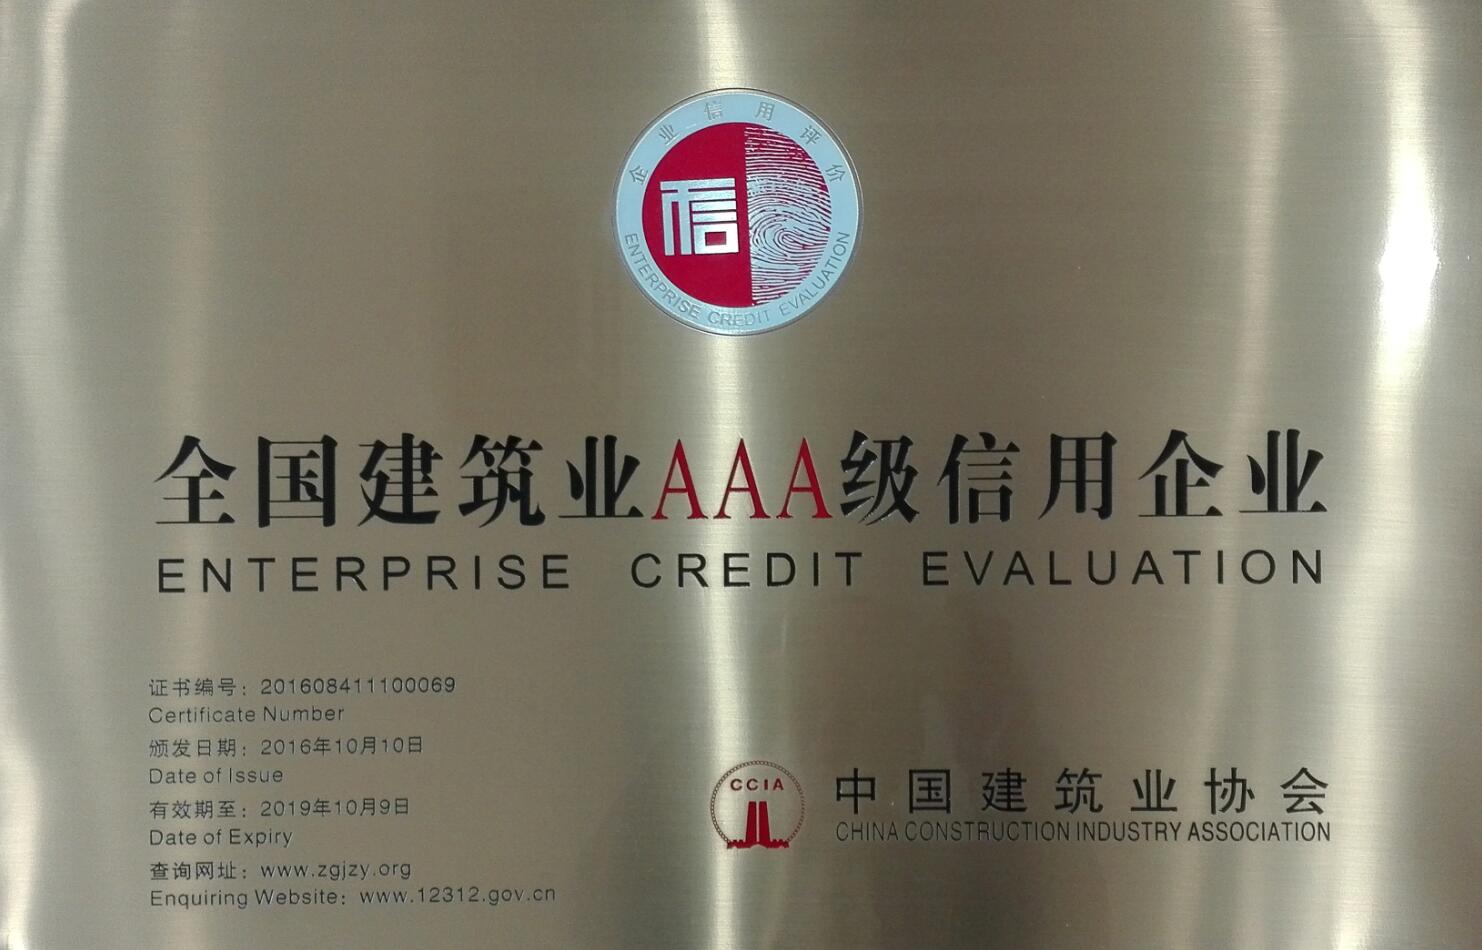 企业信用评价
信
ENTERPRISE CREDIT EVALUATION
全国建筑业AAA级信用企业
ENTERPRISE CREDIT EVALUATION
证书编号：201608411100069
Certificate Number
颁发日期：2016年10月10日
Date of Issue
有效期至：2019年10月9日
Date of Expiry
查询网址：www.zgjzy.org
Enquiring Website：www.12312.gov.cn
CCIA
中国建筑业协会
CHINA CONSTRUCTION INDUSTRY ASSOCIATION